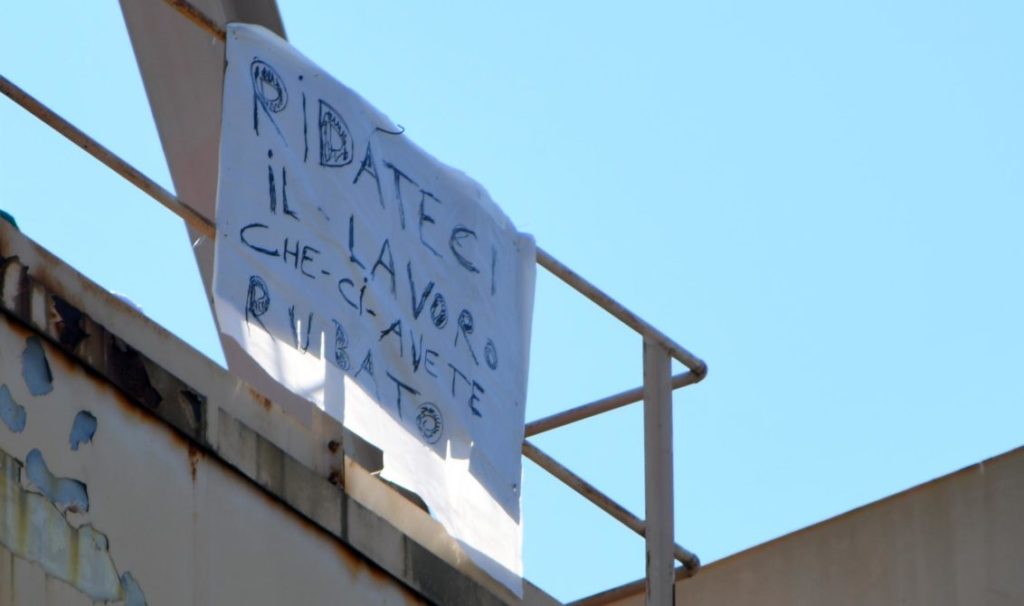 RiDATECI
iL - LAVORO
CHE-Ci-AVETE
RUBATO